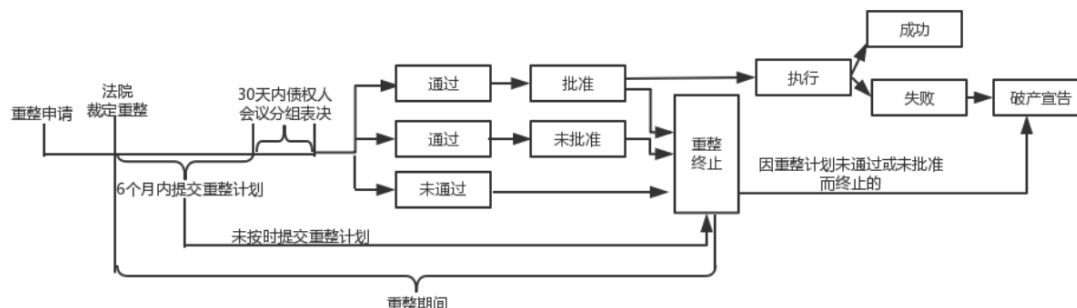 重整申请
法院
裁定重整
30天内债权人
会议分组表决
6个月内提交重整计划
未按时提交重整计划
重整期间
通过
批准
通过
未批准
未通过
重整
终止
执行
成功
失败
破产宣告
因重整计划未通过或未批准
而终止的